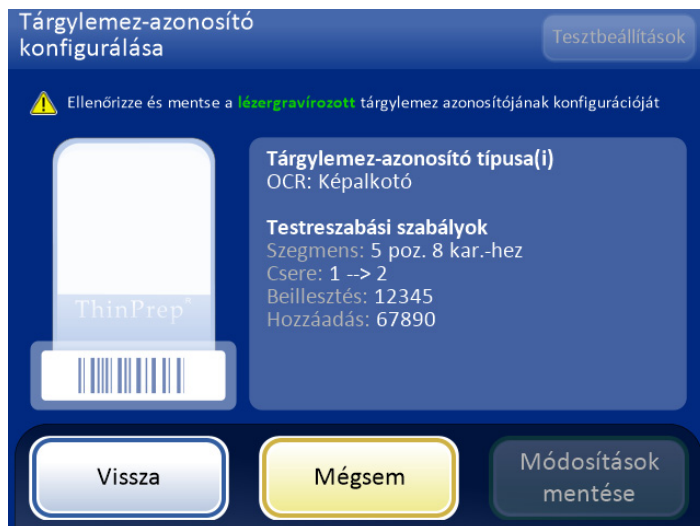 Tárgylemez-azonosító
konfigurálása
Tesztbeállítások
Ellenőrizze és mentse a lézergravírozott tárgylemez azonosítójának konfigurációját
Tárgylemez-azonosító típusa(i)
OCR: Képalkotó
Testreszabási szabályok
Szegmens: 5 poz. 8 kar.-hez
Csere: 1 --> 2
Beillesztés: 12345
Hozzáadás: 67890
ThinPrep®
Vissza
Mégsem
Módosítások
mentése